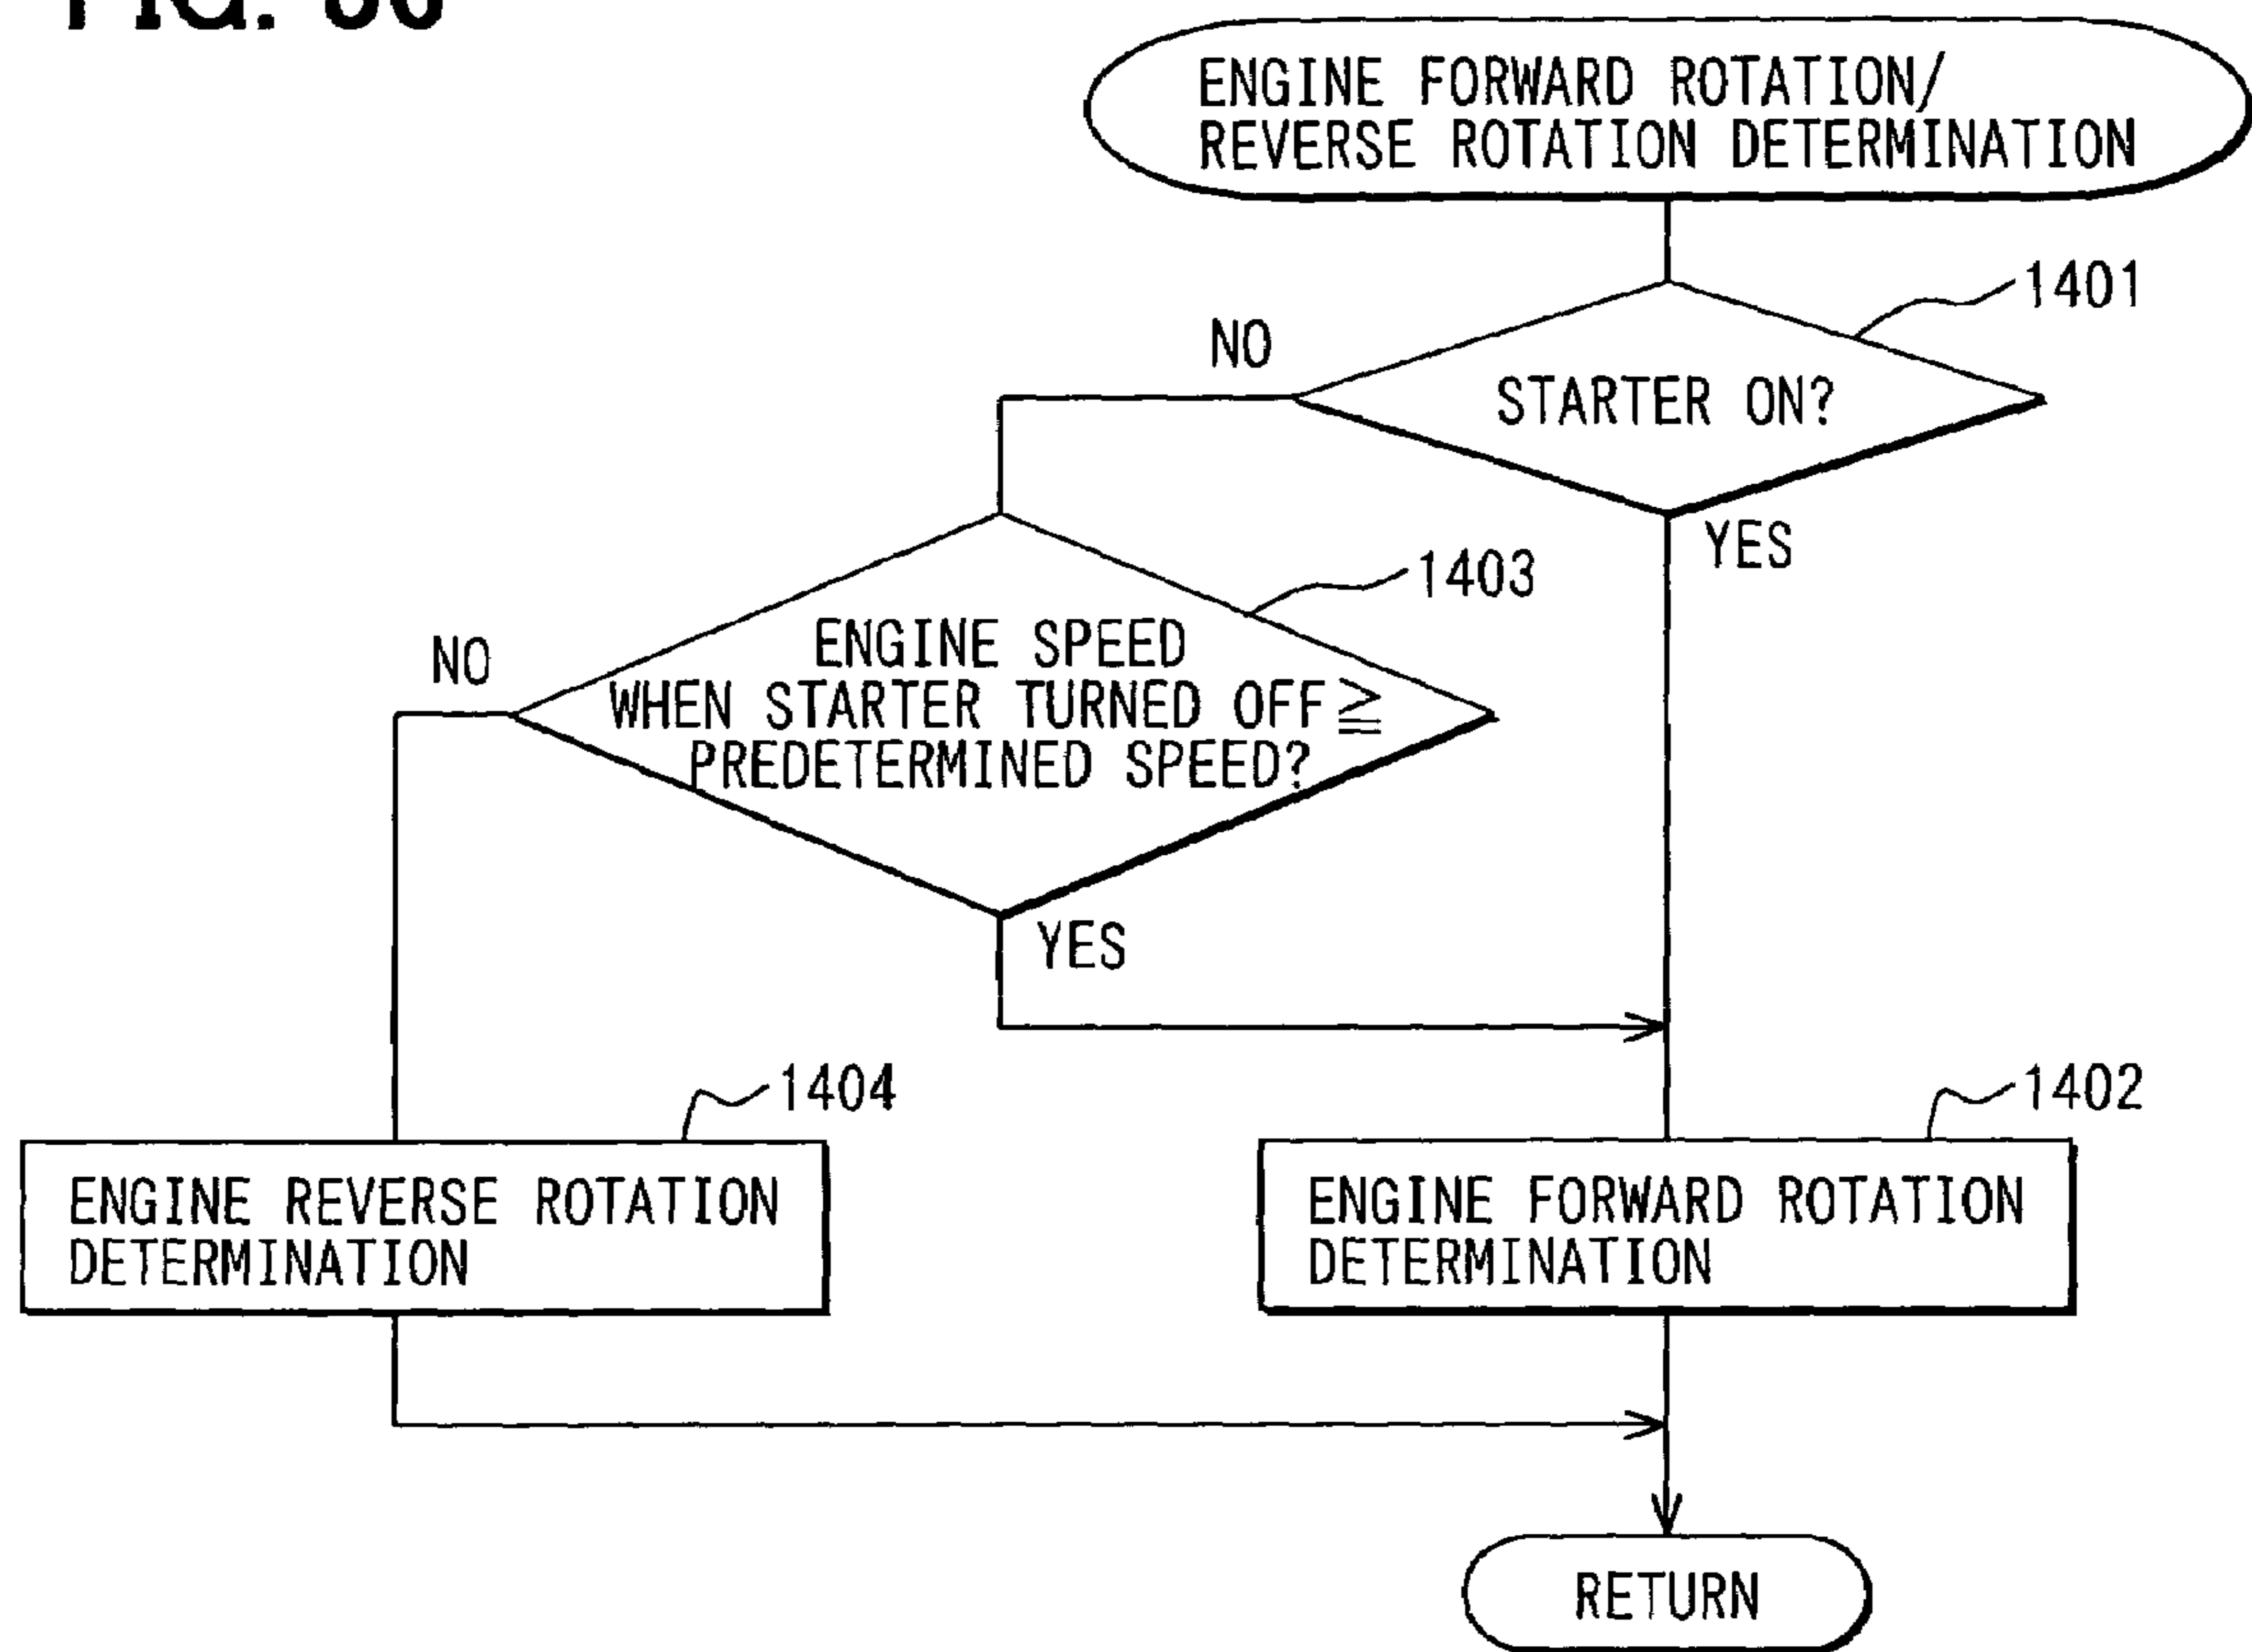 ENGINE FORWARD ROTATION/
REVERSE ROTATION DETERMINATION
1401
NO
STARTER ON?
YES
1403
NO
ENGINE SPEED
WHEN STARTER TURNED OFF ≧
PREDETERMINED SPEED?
YES
1404
1402
ENGINE REVERSE ROTATION
DETERMINATION
ENGINE FORWARD ROTATION
DETERMINATION
RETURN